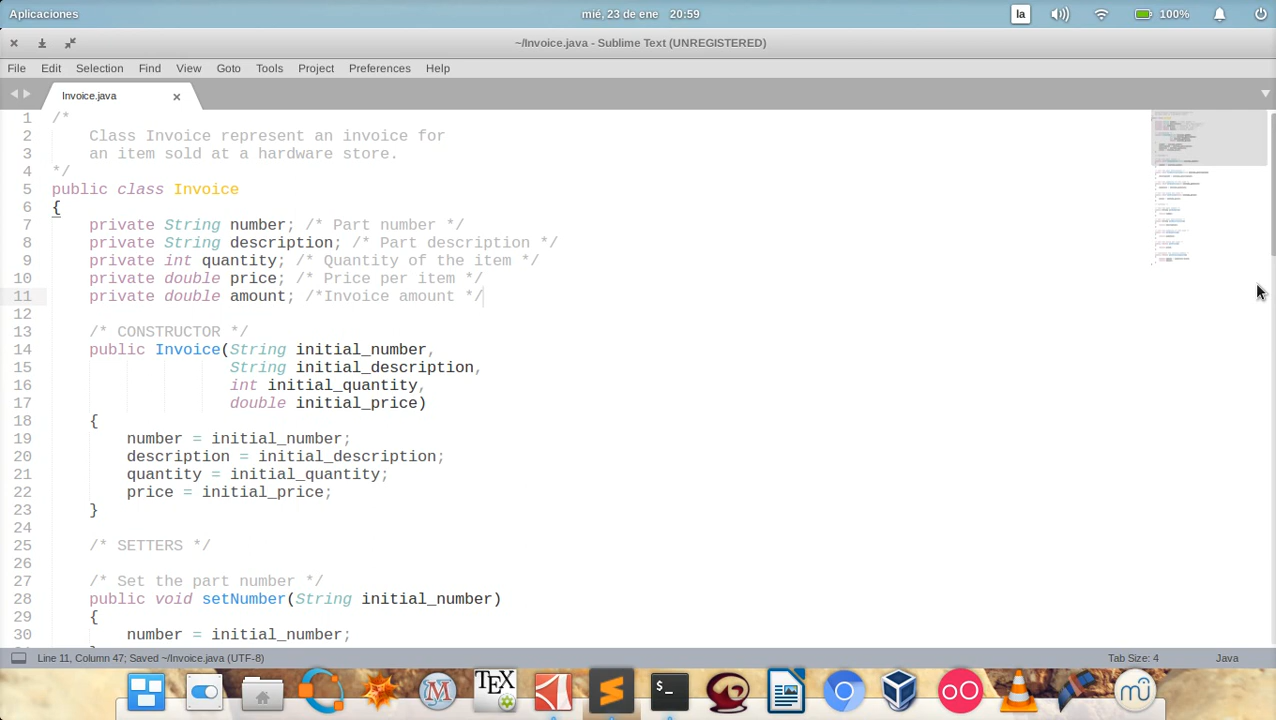 Aplicaciones
mié, 23 de ene 20:59
la
100%
~/Invoice.java - Sublime Text (UNREGISTERED)
File Edit Selection Find View Goto Tools Project Preferences Help
Invoice.java
1 /*
2 Class Invoice represent an invoice for
3 an item sold at a hardware store.
4 */
5 public class Invoice
6 {
7 private String number; /* Part number */
8 private String description; /* Part description */
9 private int quantity; /* Quantity of the item */
10 private double price; /* Price per item */
11 private double amount; /*Invoice amount */
12
13 /* CONSTRUCTOR */
14 public Invoice(String initial_number,
15 String initial_description,
16 int initial_quantity,
17 double initial_price)
18 {
19 number = initial_number;
20 description = initial_description;
21 quantity = initial_quantity;
22 price = initial_price;
23 }
24
25 /* SETTERS */
26
27 /* Set the part number */
28 public void setNumber(String initial_number)
29 {
30 number = initial_number;
Line 11, Column 47; Saved ~/Invoice.java (UTF-8)
Tab Size: 4
Java
TEX
$_